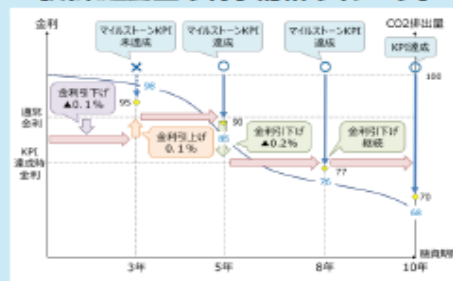 金利
CO2排出量
マイルストーンKPI
未達成
マイルストーンKPI
達成
マイルストーンKPI
達成
KPI達成
100
98
95
金利引下げ
▲0.1%
通常
金利
90
85
金利引上げ
0.1%
金利引下げ
▲0.2%
金利引下げ
継続
KPI
達成時
金利
77
76
70
68
3年
5年
8年
10年
融資期間